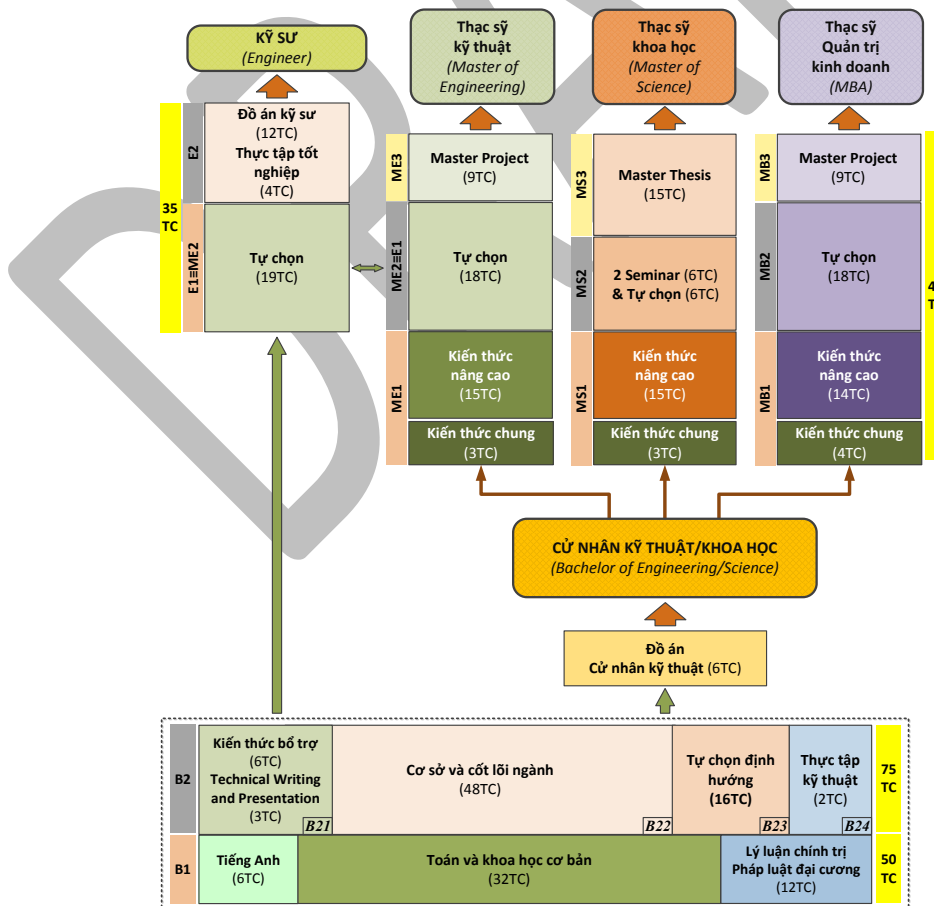 KỸ SƯ
(Engineer)
Thạc sỹ
kỹ thuật
(Master of
Engineering)
Thạc sỹ
khoa học
(Master of
Science)
Thạc sỹ
Quản trị
kinh doanh
(MBA)
35
TC
E2
E1≡ME2
Đồ án kỹ sư
(12TC)
Thực tập tốt
nghiệp
(4TC)
Tự chọn
(19TC)
ME3
ME2≡E1
ME1
Master Project
(9TC)
Tự chọn
(18TC)
Kiến thức
nâng cao
(15TC)
Kiến thức chung
(3TC)
MS3
MS2
MS1
Master Thesis
(15TC)
2 Seminar (6TC)
& Tự chọn (6TC)
Kiến thức
nâng cao
(15TC)
Kiến thức chung
(3TC)
MB3
MB2
MB1
Master Project
(9TC)
Tự chọn
(18TC)
Kiến thức
nâng cao
(14TC)
Kiến thức chung
(4TC)
CỬ NHÂN KỸ THUẬT/KHOA HỌC
(Bachelor of Engineering/Science)
Đồ án
Cử nhân kỹ thuật (6TC)
B2
Kiến thức bổ trợ
(6TC)
Technical Writing
and Presentation
(3TC)
B21
Cơ sở và cốt lõi ngành
(48TC)
B22
Tự chọn định
hướng
(16TC)
B23
Thực tập
kỹ thuật
(2TC)
B24
75
TC
B1
Tiếng Anh
(6TC)
Toán và khoa học cơ bản
(32TC)
Lý luận chính trị
Pháp luật đại cương
(12TC)
50
TC